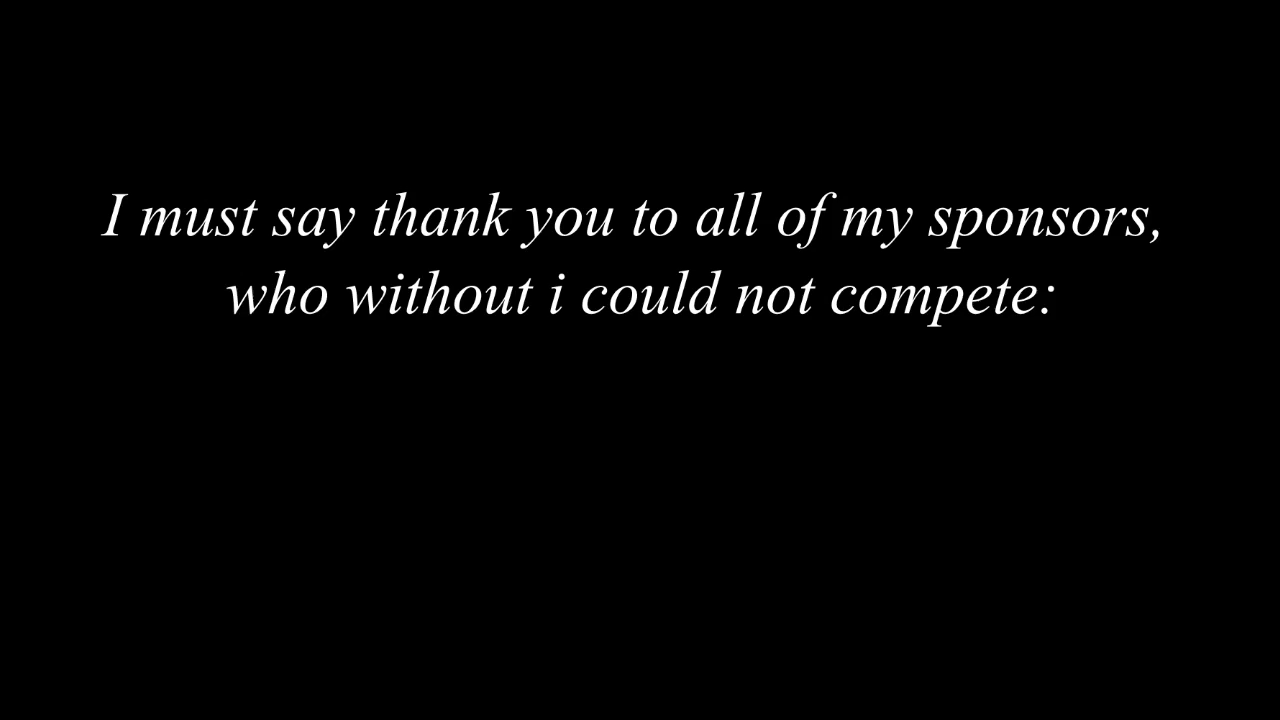 I must say thank you to all of my sponsors,
who without i could not compete: